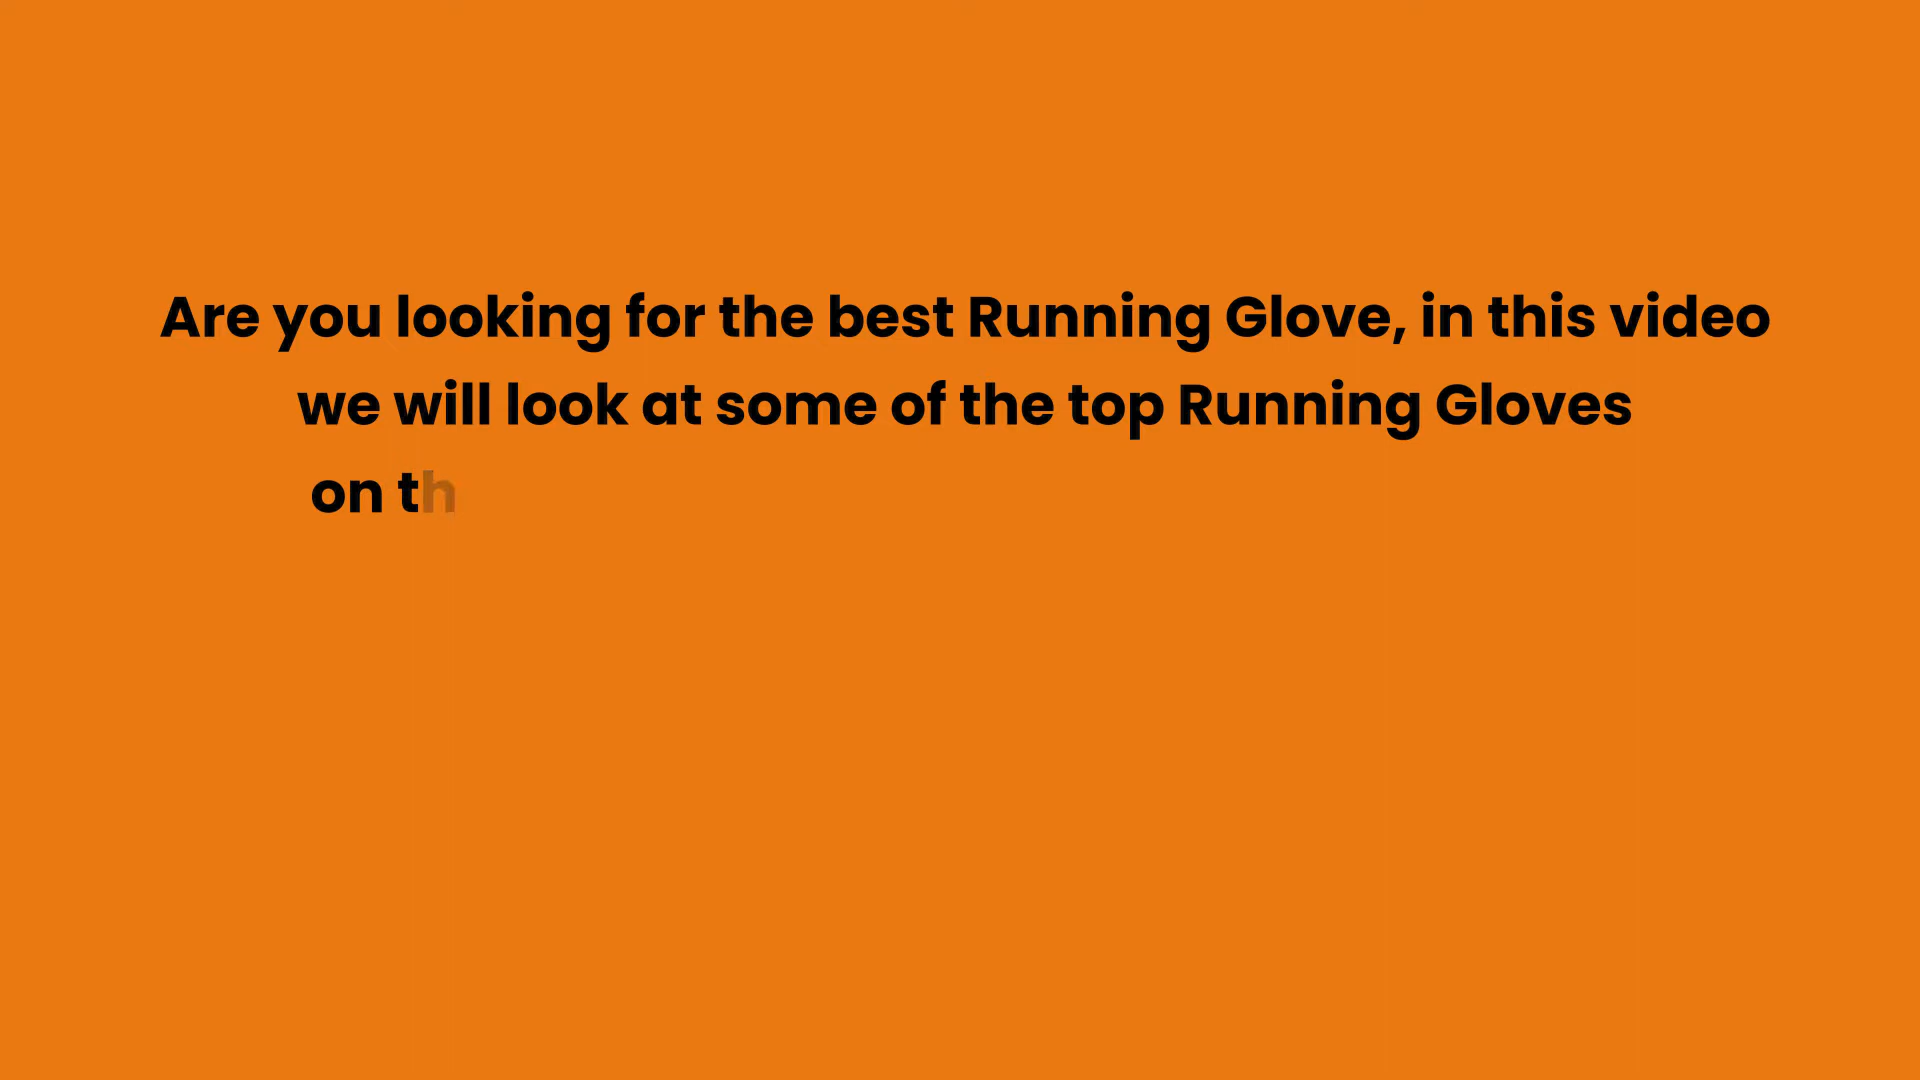 Are you looking for the best Running Glove, in this video
we will look at some of the top Running Gloves
on th